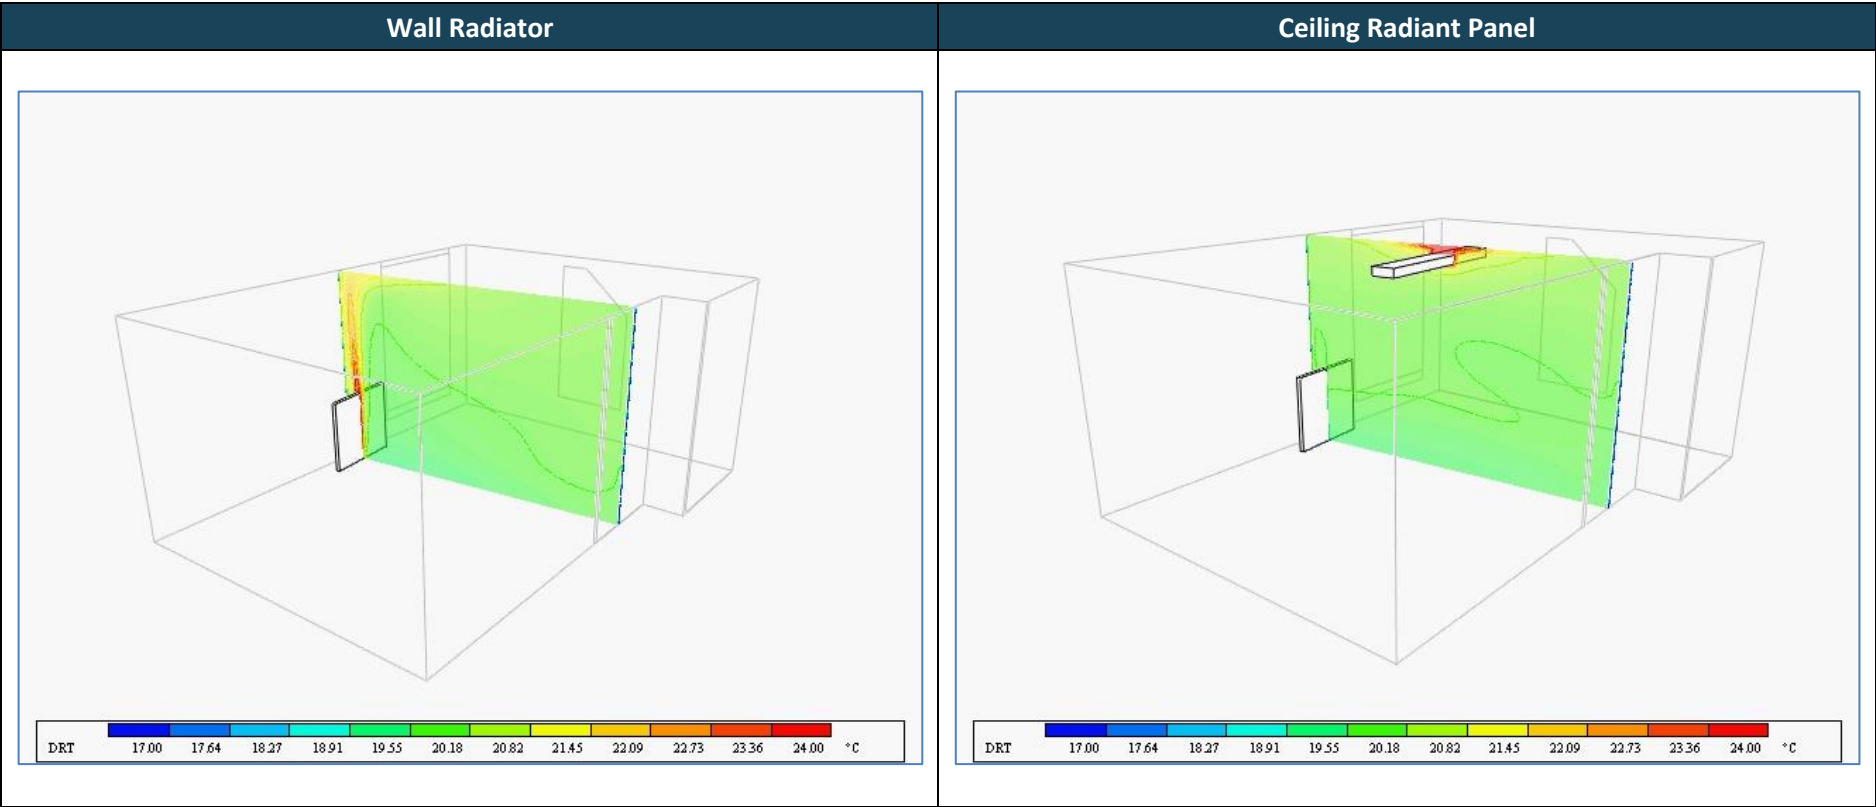 Wall Radiator
Ceiling Radiant Panel
DRT 17.00 17.64 18.27 18.91 19.55 20.18 20.82 21.45 22.09 22.73 23.36 24.00 °C
DRT 17.00 17.64 18.27 18.91 19.55 20.18 20.82 21.45 22.09 22.73 23.36 24.00 °C